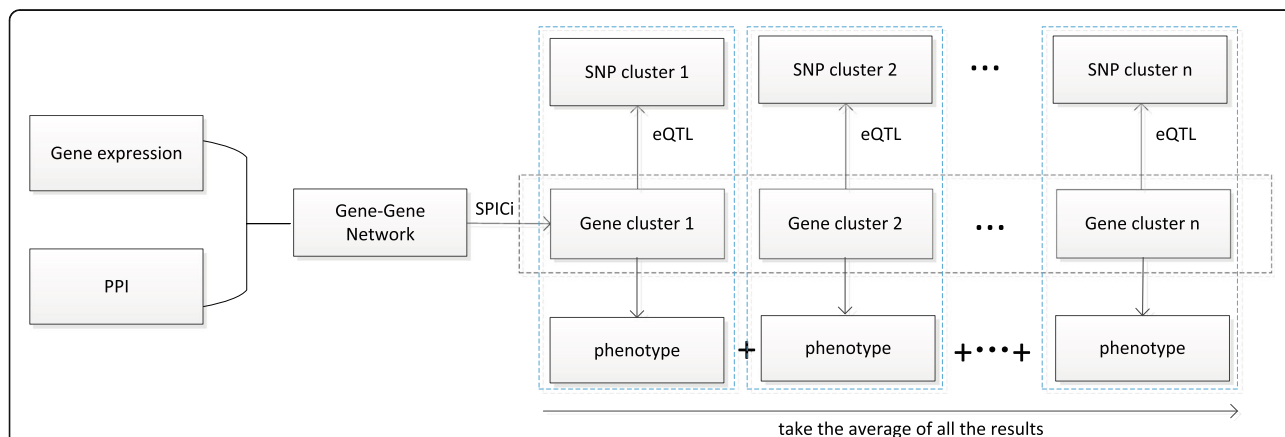 SNP cluster 1
SNP cluster 2
...
SNP cluster n
eQTL
eQTL
eQTL
Gene expression
PPI
Gene-Gene
Network
SPICi
Gene cluster 1
Gene cluster 2
...
Gene cluster n
phenotype
+
phenotype
+...+
phenotype
take the average of all the results